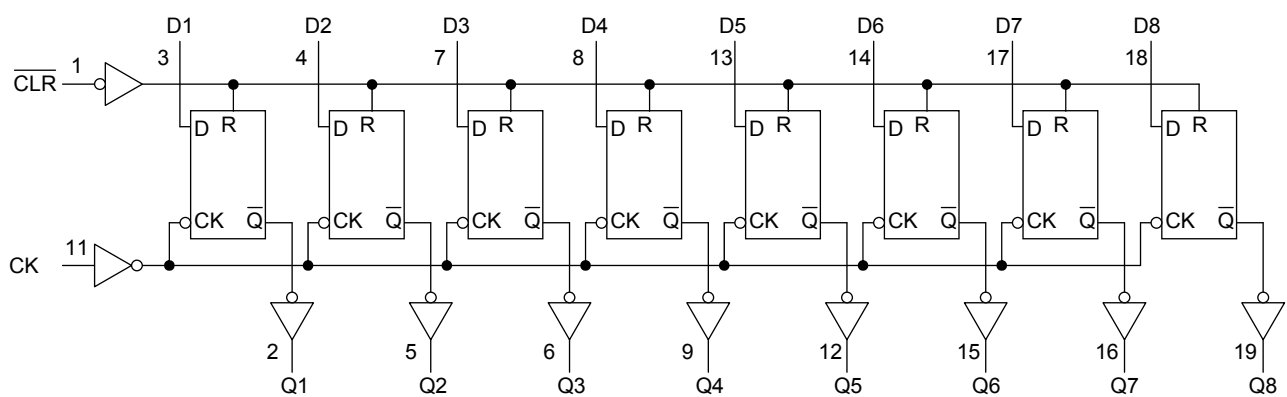 D1 D2 D3 D4 D5 D6 D7 D8
3 4 7 8 13 14 17 18
C̅L̅R̅ 1
R R R R R R R R
D D D D D D D D
CK Q̅ CK Q̅ CK Q̅ CK Q̅ CK Q̅ CK Q̅ CK Q̅ CK Q̅
CK 11
2 5 6 9 12 15 16 19
Q1 Q2 Q3 Q4 Q5 Q6 Q7 Q8